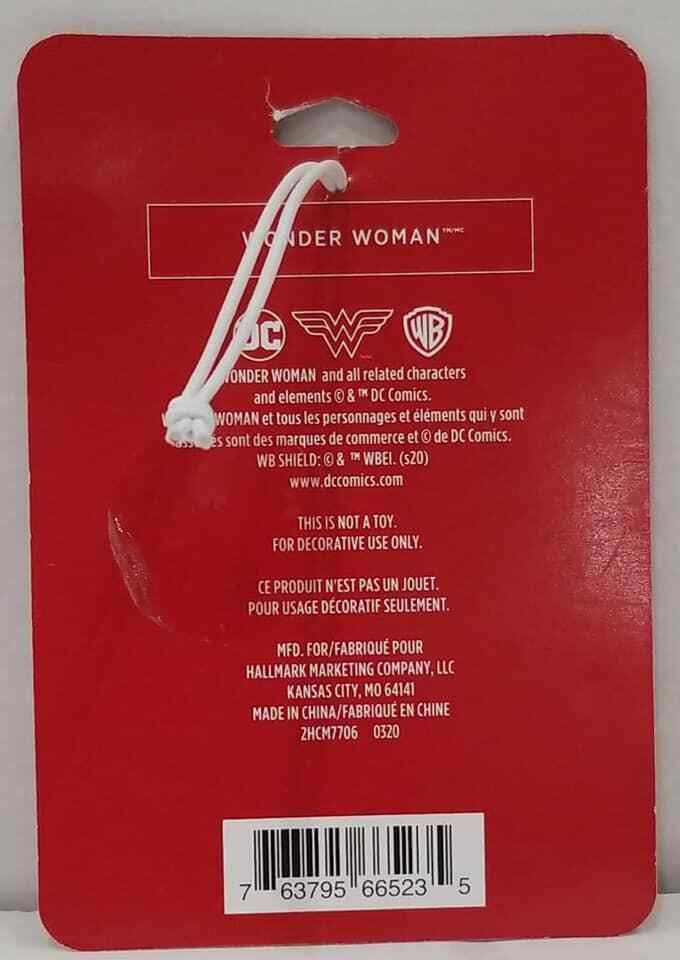 WONDER WOMAN™/MC
DC WB
WONDER WOMAN and all related characters
and elements © & ™ DC Comics.
WOMAN et tous les personnages et éléments qui y sont
sont des marques de commerce et © de DC Comics.
WB SHIELD: © & ™ WBEI. (s20)
www.dccomics.com
THIS IS NOT A TOY.
FOR DECORATIVE USE ONLY.
CE PRODUIT N'EST PAS UN JOUET.
POUR USAGE DÉCORATIF SEULEMENT.
MFD. FOR/FABRIQUÉ POUR
HALLMARK MARKETING COMPANY, LLC
KANSAS CITY, MO 64141
MADE IN CHINA/FABRIQUÉ EN CHINE
2HCM7706 0320
7 63795 66523 5